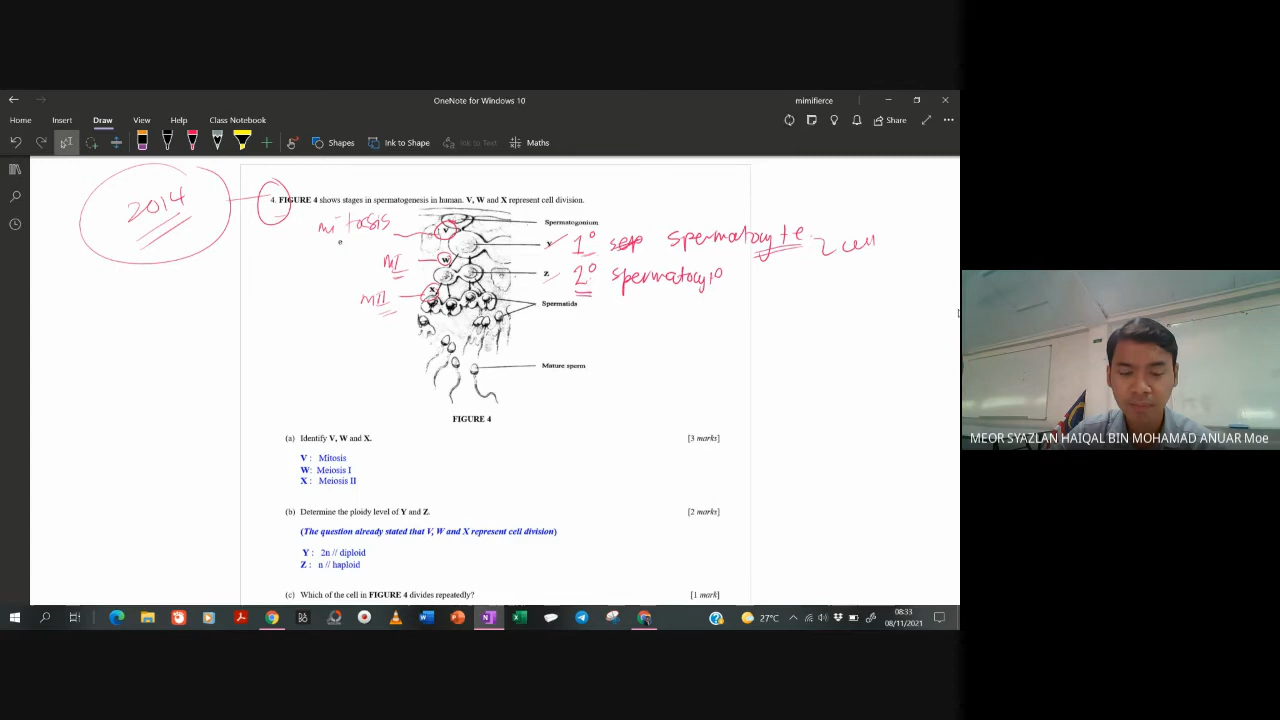 OneNote for Windows 10
mimifierce
Home Insert Draw View Help Class Notebook
Share
Shapes Ink to Shape Ink to Text Maths
2014
4. FIGURE 4 shows stages in spermatogenesis in human. V, W and X represent cell division.
mitosis
V
Spermatogonium
Y
1° spermatocyte
2 cell
MI
W
Z
2° spermatocy
MII
X
Spermatids
Mature sperm
FIGURE 4
(a) Identify V, W and X. [3 marks]
V : Mitosis
W: Meiosis I
X : Meiosis II
(b) Determine the ploidy level of Y and Z. [2 marks]
(The question already stated that V, W and X represent cell division)
Y : 2n // diploid
Z : n // haploid
(c) Which of the cell in FIGURE 4 divides repeatedly? [1 mark]
MEOR SYAZLAN HAIQAL BIN MOHAMAD ANUAR Moe
27°C
08:33
08/11/2021